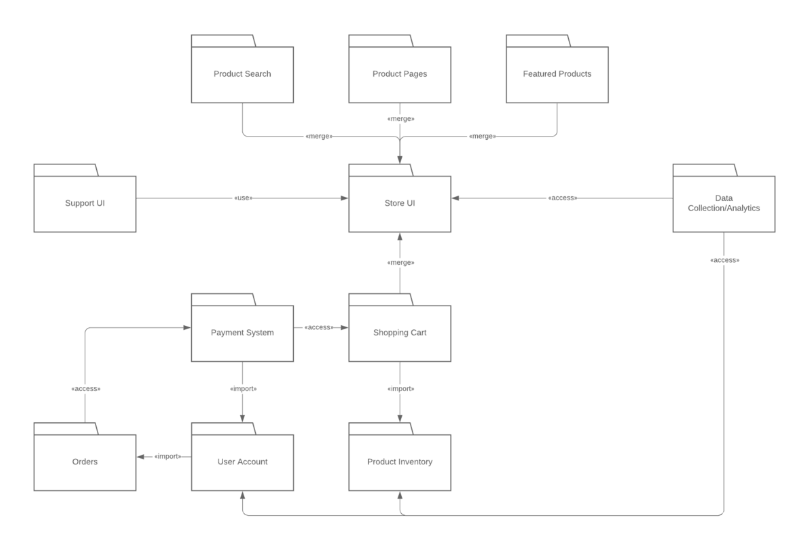 Product Search
Product Pages
Featured Products
«merge»
«merge»
«merge»
Support UI
«use»
Store UI
«access»
Data
Collection/Analytics
«merge»
«access»
Payment System
«access»
Shopping Cart
«access»
«import»
«import»
Orders
«import»
User Account
Product Inventory